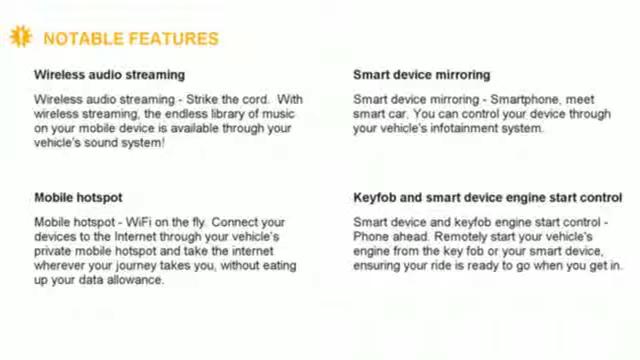 NOTABLE FEATURES
Wireless audio streaming
Wireless audio streaming - Strike the cord. With
wireless streaming, the endless library of music
on your mobile device is available through your
vehicle's sound system!
Smart device mirroring
Smart device mirroring - Smartphone, meet
smart car. You can control your device through
your vehicle's infotainment system.
Mobile hotspot
Mobile hotspot - WiFi on the fly. Connect your
devices to the Internet through your vehicle's
private mobile hotspot and take the internet
wherever your journey takes you, without eating
up your data allowance.
Keyfob and smart device engine start control
Smart device and keyfob engine start control -
Phone ahead. Remotely start your vehicle's
engine from the key fob or your smart device,
ensuring your ride is ready to go when you get in.